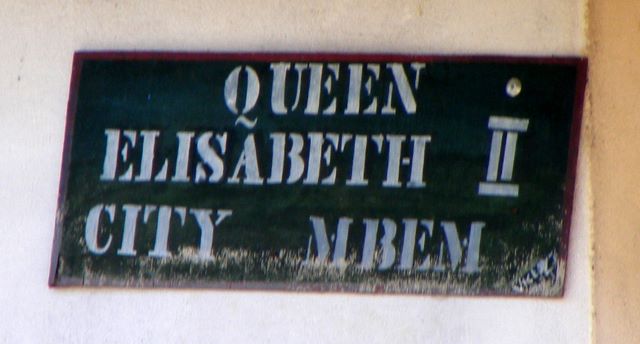 QUEEN
ELISABETH II
CITY MBEM